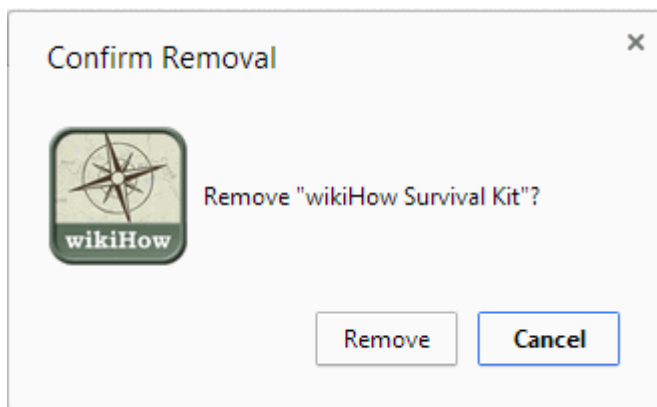 Confirm Removal
wikiHow
Remove "wikiHow Survival Kit"?
Remove
Cancel